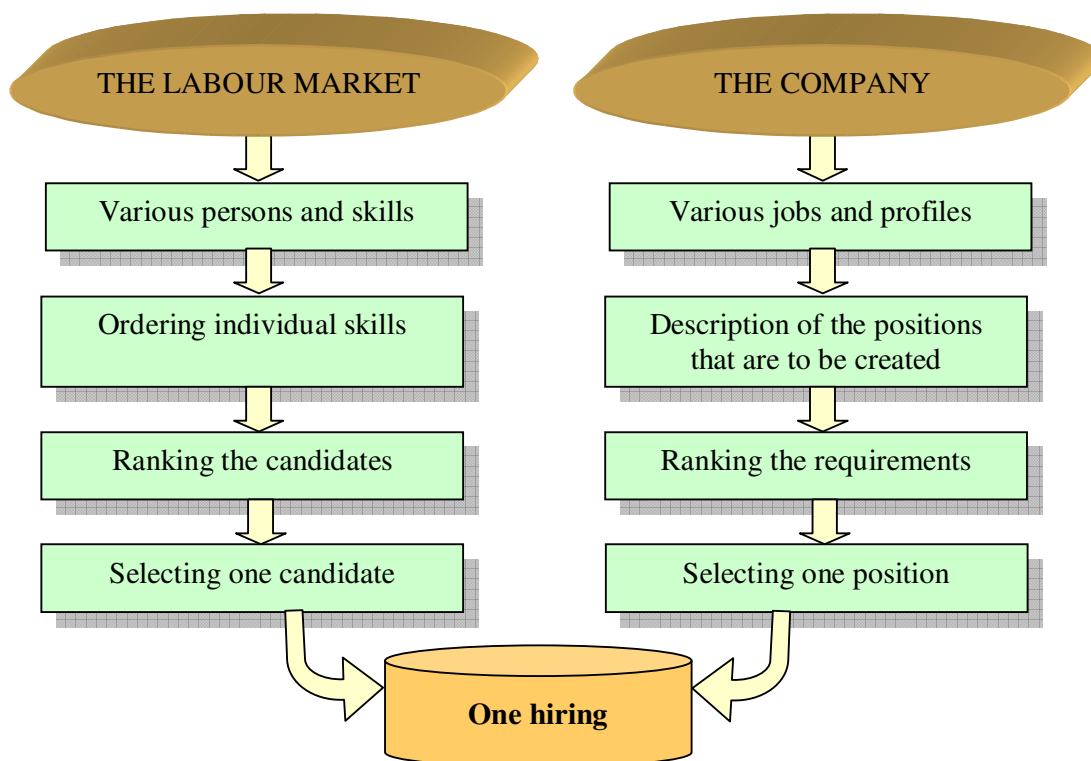 THE LABOUR MARKET
Various persons and skills
Ordering individual skills
Ranking the candidates
Selecting one candidate
THE COMPANY
Various jobs and profiles
Description of the positions
that are to be created
Ranking the requirements
Selecting one position
One hiring